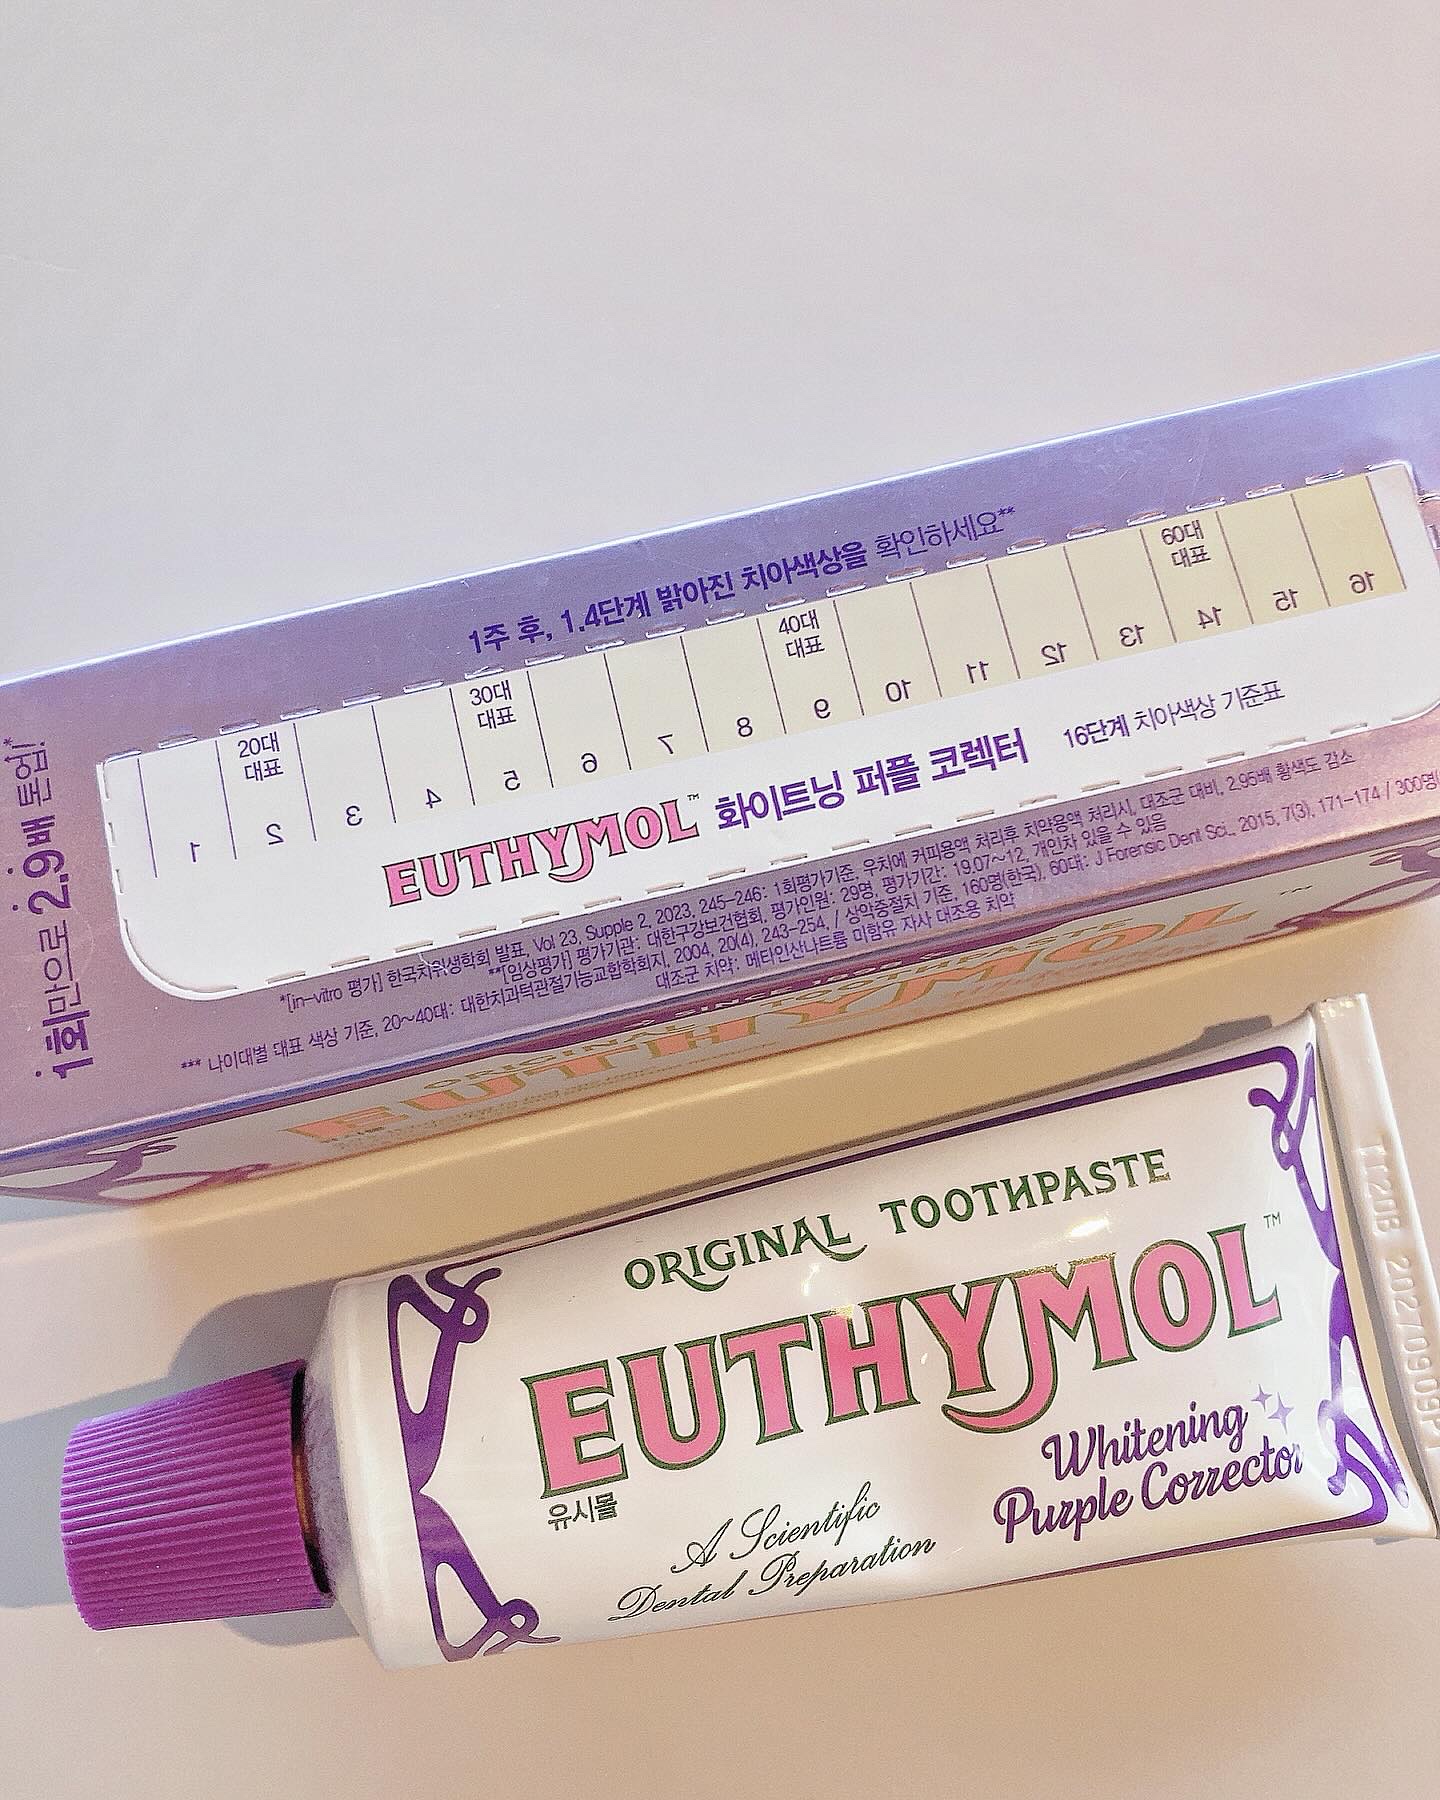 1회만으로 2.9배 톤업!*
1주 후, 1.4단계 밝아진 치아색상을 확인하세요**
20대 대표
30대 대표
40대 대표
60대 대표
1 2 3 4 5 6 7 8 9 10 11 12 13 14 15 16
EUTHYMOL™ 화이트닝 퍼플 코렉터 16단계 치아색상 기준표
*[in-vitro 평가] 한국치위생학회 발표, Vol 23, Supple 2, 2023, 245-246: 1회평가기준, 우치에 커피용액 처리후 치약용액 처리시, 대조군 대비, 2.95배 황색도 감소
**[임상평가] 평가기관: 대한구강보건협회, 평가인원: 29명, 평가기간: 19.07~12, 개인차 있을 수 있음
*** 나이대별 대표 색상 기준, 20~40대: 대한치과턱관절기능교합학회지, 2004, 20(4), 243-254, / 상악중절치 기준, 160명(한국), 60대: J Forensic Dent Sci., 2015, 7(3), 171-174 / 300명
대조군 치약: 메타인산나트륨 미함유 자사 대조용 치약
ORIGINAL TOOTHPASTE
EUTHYMOL
™
ORIGINAL TOOTHPASTE
EUTHYMOL™
유시몰
Whitening
Purple Corrector
A Scientific
Dental Preparation